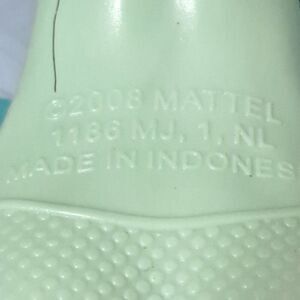 ©2008 MATTEL
1186 MJ, 1, NL
MADE IN INDONES